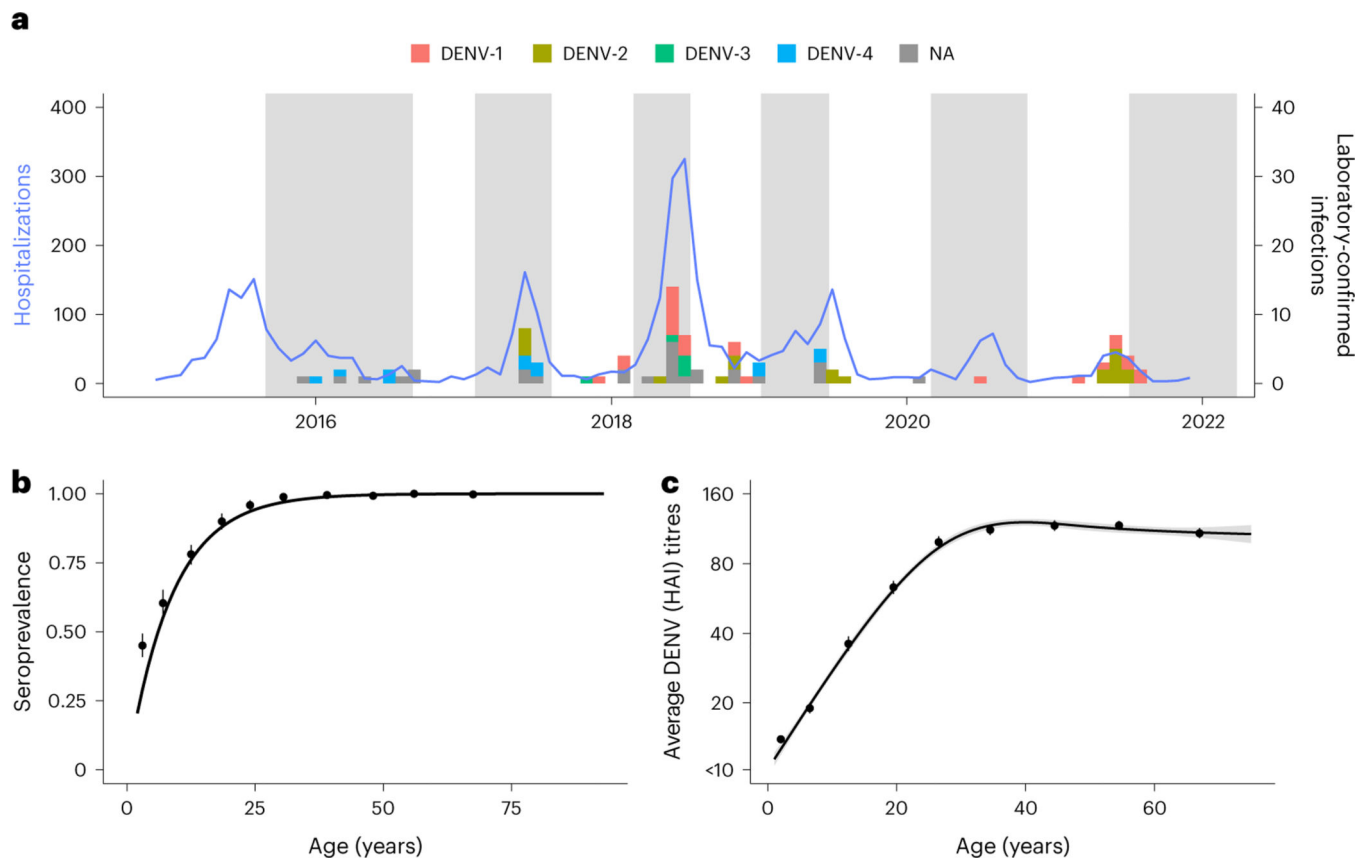 a
DENV-1 DENV-2 DENV-3 DENV-4 NA
400
300
200
100
0
Hospitalizations
40
30
20
10
0
Laboratory-confirmed
infections
2016 2018 2020 2022
b
1.00
0.75
0.50
0.25
0
Seroprevalence
0 25 50 75
Age (years)
c
160
80
40
20
<10
Average DENV (HAI) titres
0 20 40 60
Age (years)